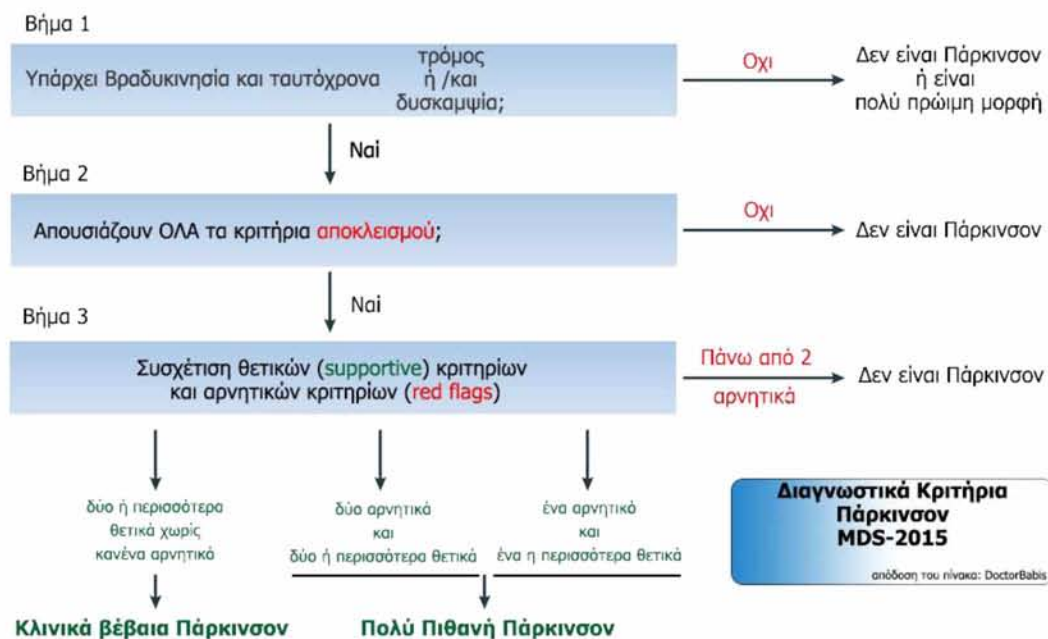 Βήμα 1
Υπάρχει Βραδυκινησία και ταυτόχρονα
τρόμος
ή /και
δυσκαμψία;
Οχι
Δεν είναι Πάρκινσον
ή είναι
πολύ πρώιμη μορφή
Ναί
Βήμα 2
Απουσιάζουν ΟΛΑ τα κριτήρια αποκλεισμού;
Οχι
Δεν είναι Πάρκινσον
Ναί
Βήμα 3
Συσχέτιση θετικών (supportive) κριτηρίων
και αρνητικών κριτηρίων (red flags)
Πάνω από 2
αρνητικά
Δεν είναι Πάρκινσον
δύο ή περισσότερα
θετικά χωρίς
κανένα αρνητικό
δύο αρνητικά
και
δύο ή περισσότερα θετικά
ένα αρνητικό
και
ένα η περισσότερα θετικά
Διαγνωστικά Κριτήρια
Πάρκινσον
MDS-2015
απόδοση του πίνακα: DoctorBabis
Κλινικά βέβαια Πάρκινσον
Πολύ Πιθανή Πάρκινσον